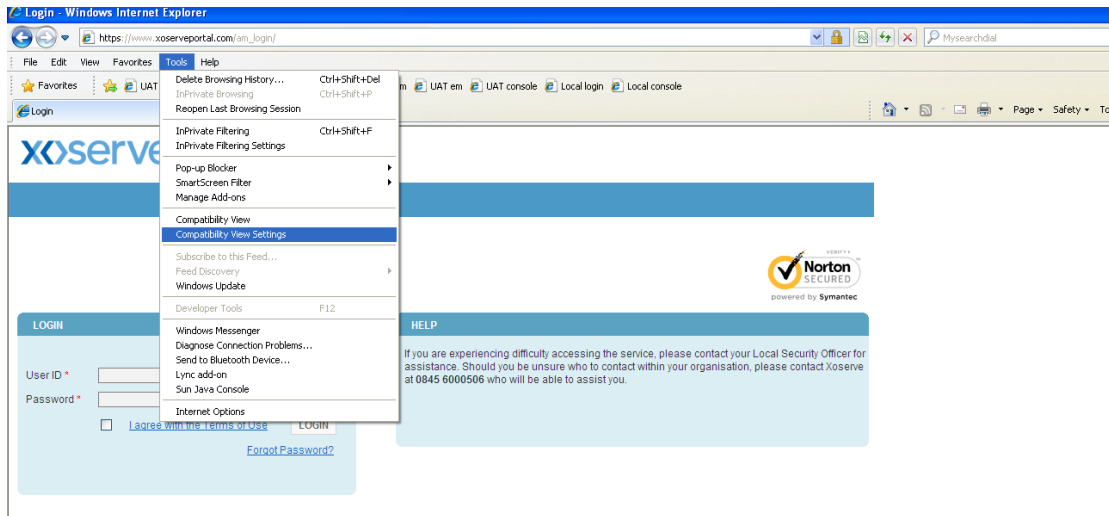 Login - Windows Internet Explorer
https://www.xoserveportal.com/am_login/
Mysearchdial
File Edit View Favorites Tools Help
Favorites UAT m UAT em UAT console Local login Local console
Login
Page Safety To
Delete Browsing History... Ctrl+Shift+Del
InPrivate Browsing Ctrl+Shift+P
Reopen Last Browsing Session
InPrivate Filtering Ctrl+Shift+F
InPrivate Filtering Settings
Pop-up Blocker
SmartScreen Filter
Manage Add-ons
Compatibility View
Compatibility View Settings
Subscribe to this Feed...
Feed Discovery
Windows Update
Developer Tools F12
Windows Messenger
Diagnose Connection Problems...
Send to Bluetooth Device...
Lync add-on
Sun Java Console
Internet Options
xoserve
VERIFY
Norton
SECURED
powered by Symantec
LOGIN
User ID *
Password *
I agree with the Terms of Use LOGIN
Forgot Password?
HELP
If you are experiencing difficulty accessing the service, please contact your Local Security Officer for
assistance. Should you be unsure who to contact within your organisation, please contact Xoserve
at 0845 6000506 who will be able to assist you.